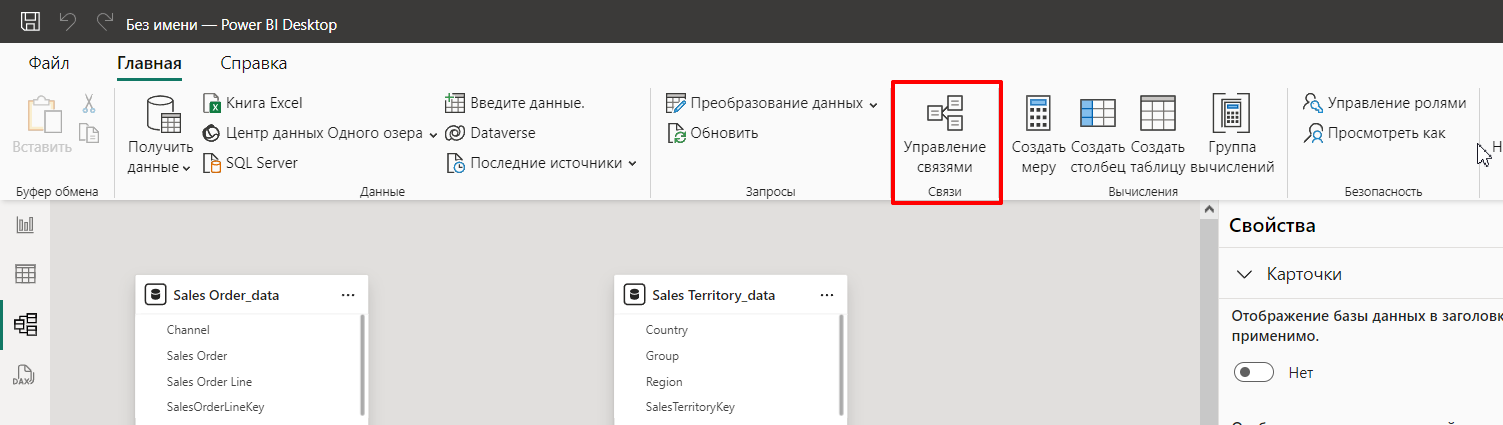 Без имени — Power BI Desktop
Файл
Главная
Справка
Вставить
Буфер обмена
Получить
данные
Книга Excel
Центр данных Одного озера
SQL Server
Введите данные.
Dataverse
Последние источники
Данные
Преобразование данных
Обновить
Запросы
Управление
связями
Связи
Создать
меру
Создать
столбец
Создать
таблицу
Группа
вычислений
Вычисления
Управление ролями
Просмотреть как
Безопасность
Н
DAX
Sales Order_data
Channel
Sales Order
Sales Order Line
SalesOrderLineKey
Sales Territory_data
Country
Group
Region
SalesTerritoryKey
Свойства
Карточки
Отображение базы данных в заголовк
применимо.
Нет